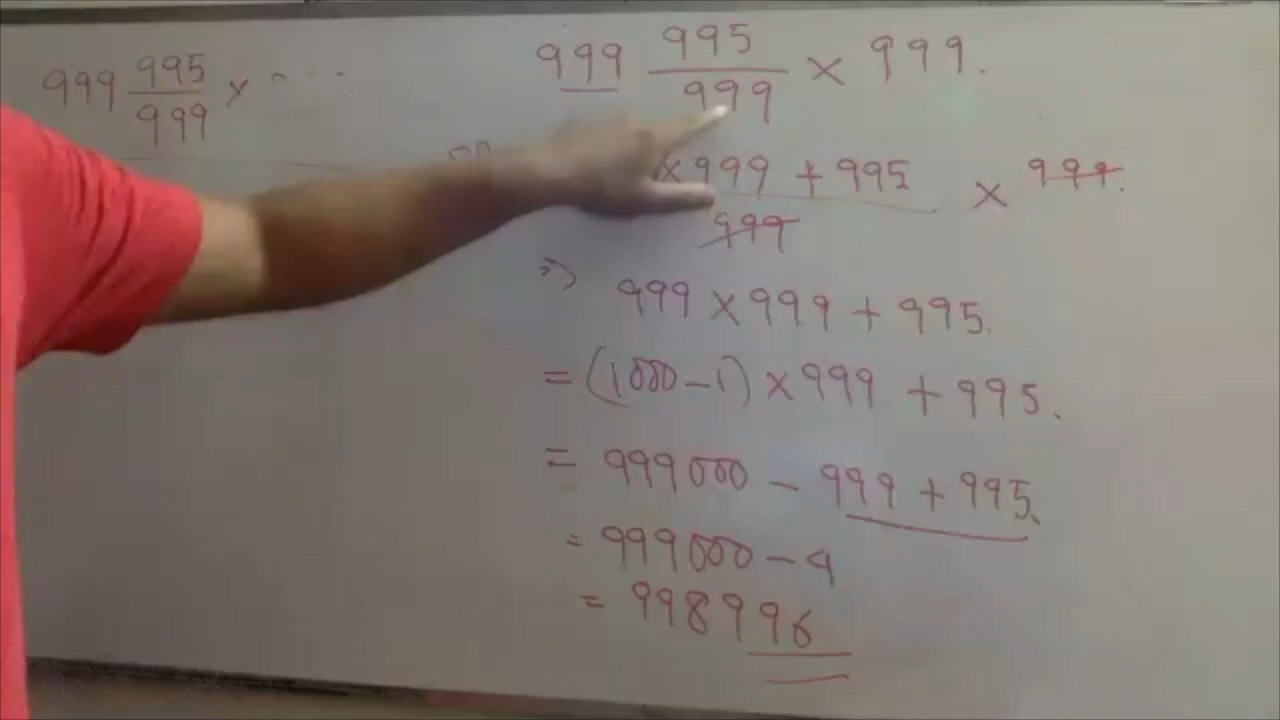 999 995/999 × ...
999 995/999 × 999.
×999 + 995 / 999 × 999.
⇒ 999 × 999 + 995.
= (1000 - 1) × 999 + 995.
= 999000 - 999 + 995.
= 999000 - 4
= 998996